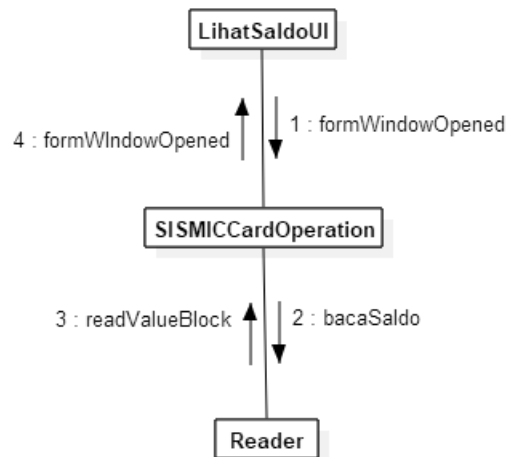 LihatSaldoUI
1 : formWindowOpened
4 : formWIndowOpened
SISMICCardOperation
3 : readValueBlock
2 : bacaSaldo
Reader